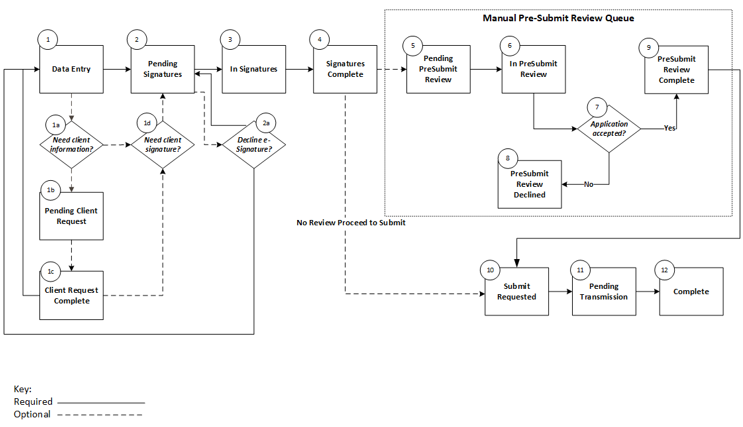 Manual Pre-Submit Review Queue
1
Data Entry
2
Pending
Signatures
3
In Signatures
4
Signatures
Complete
5
Pending
PreSubmit
Review
6
In PreSubmit
Review
9
PreSubmit
Review
Complete
7
Application
accepted?
Yes
No
8
PreSubmit
Review
Declined
1a
Need client
information?
1d
Need client
signature?
2a
Decline e-
Signature?
1b
Pending Client
Request
1c
Client Request
Complete
No Review Proceed to Submit
10
Submit
Requested
11
Pending
Transmission
12
Complete
Key:
Required
Optional